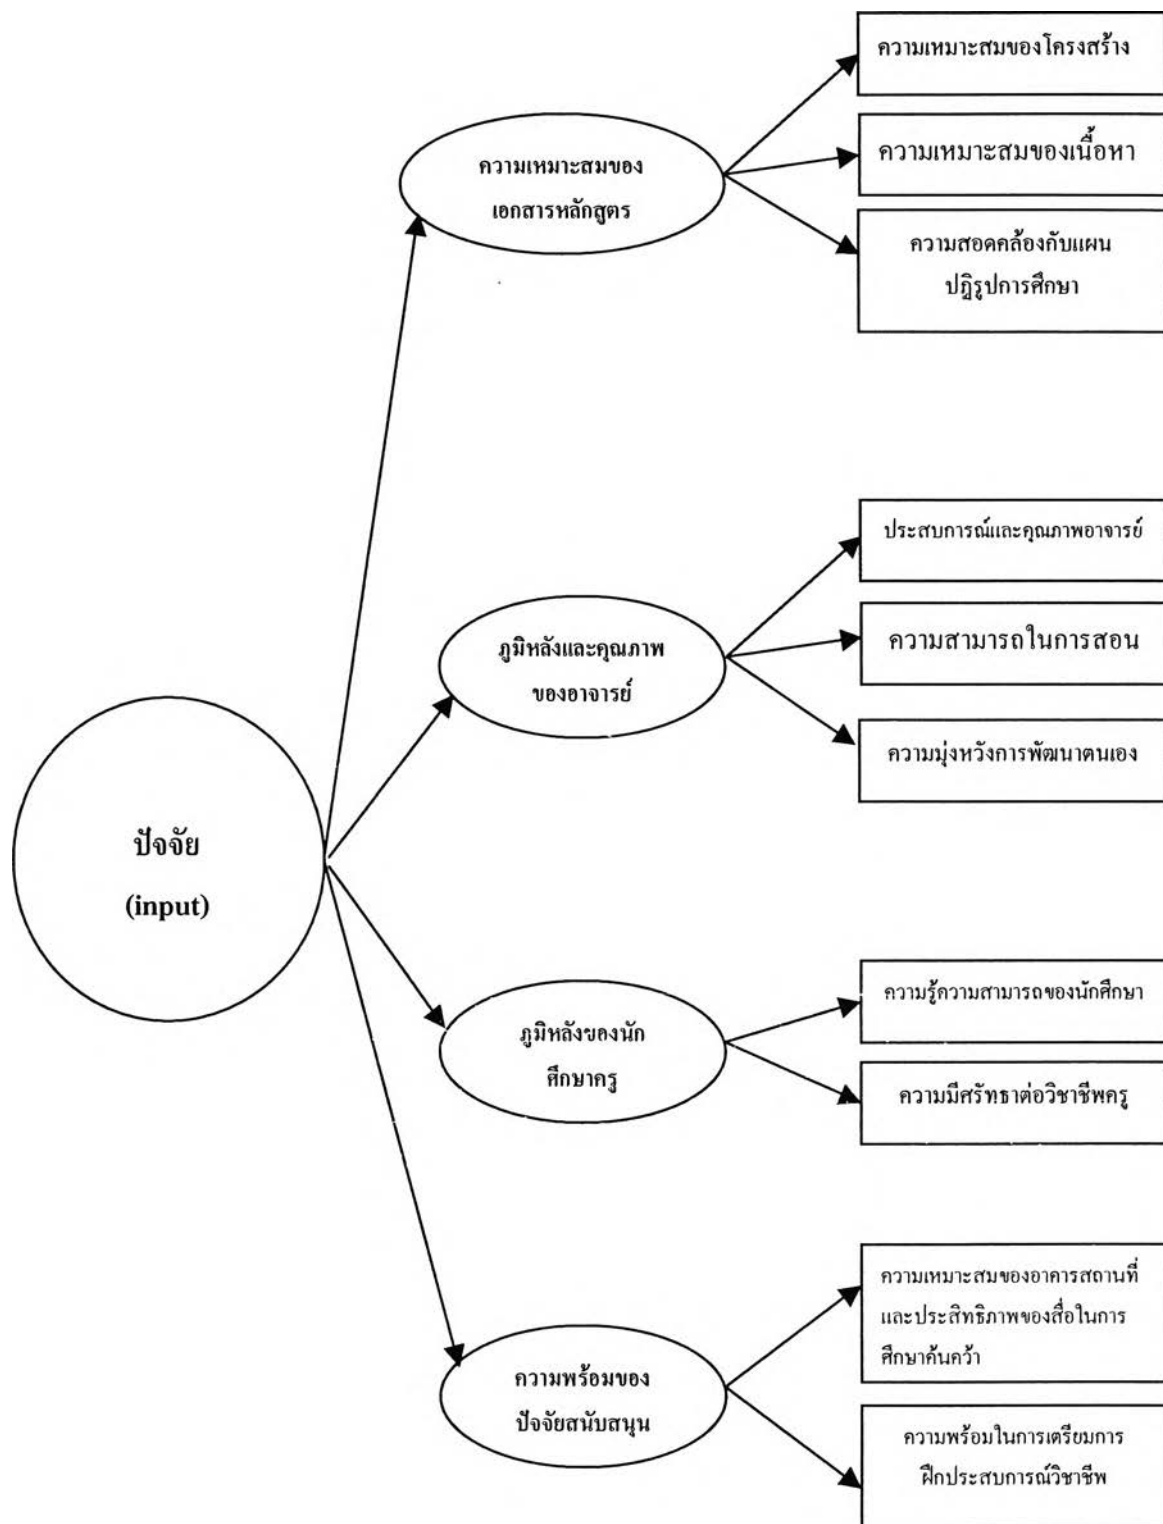 ความเหมาะสมของโครงสร้าง
ความเหมาะสมของ
เอกสารหลักสูตร
ความเหมาะสมของเนื้อหา
ความสอดคล้องกับแผน
ปฏิรูปการศึกษา
ประสบการณ์และคุณภาพอาจารย์
ภูมิหลังและคุณภาพ
ของอาจารย์
ความสามารถในการสอน
ความมุ่งหวังการพัฒนาตนเอง
ปัจจัย
(input)
ความรู้ความสามารถของนักศึกษา
ภูมิหลังของนัก
ศึกษาครู
ความมีศรัทธาต่อวิชาชีพครู
ความเหมาะสมของอาคารสถานที่
และประสิทธิภาพของสื่อในการ
ศึกษาค้นคว้า
ความพร้อมของ
ปัจจัยสนับสนุน
ความพร้อมในการเตรียมการ
ฝึกประสบการณ์วิชาชีพ